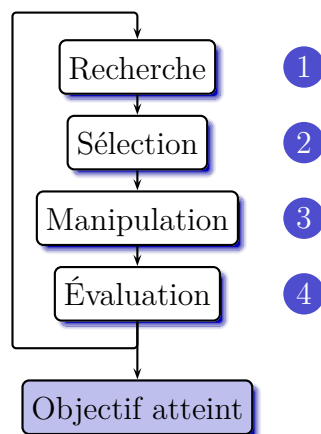 Recherche 1
Sélection 2
Manipulation 3
Évaluation 4
Objectif atteint